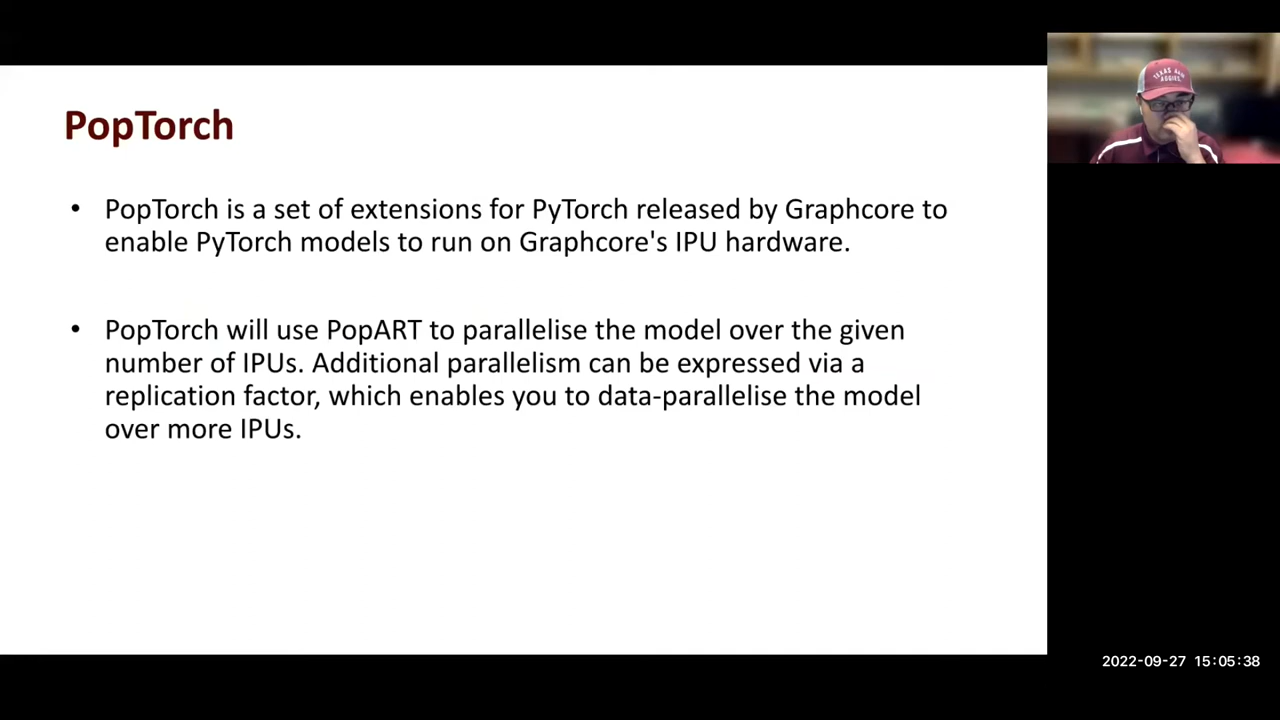 PopTorch
• PopTorch is a set of extensions for PyTorch released by Graphcore to
enable PyTorch models to run on Graphcore's IPU hardware.
• PopTorch will use PopART to parallelise the model over the given
number of IPUs. Additional parallelism can be expressed via a
replication factor, which enables you to data-parallelise the model
over more IPUs.
TEXAS A&M
AGGIES
2022-09-27 15:05:38